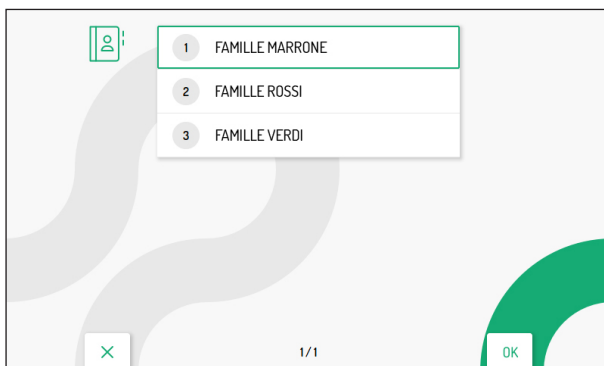 1 FAMILLE MARRONE
2 FAMILLE ROSSI
3 FAMILLE VERDI
1/1
OK